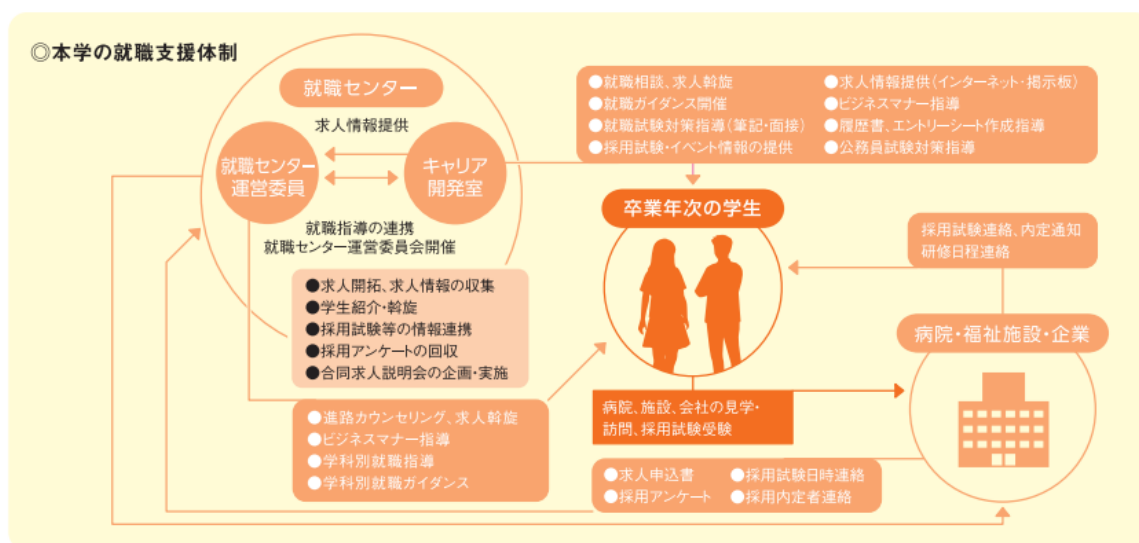 ◎本学の就職支援体制
就職センター
求人情報提供
就職センター
運営委員
キャリア
開発室
就職指導の連携
就職センター運営委員会開催
●求人開拓、求人情報の収集
●学生紹介・斡旋
●採用試験等の情報連携
●採用アンケートの回収
●合同求人説明会の企画・実施
●進路カウンセリング、求人斡旋
●ビジネスマナー指導
●学科別就職指導
●学科別就職ガイダンス
●就職相談、求人斡旋
●就職ガイダンス開催
●就職試験対策指導(筆記・面接)
●採用試験・イベント情報の提供
●求人情報提供(インターネット・掲示板)
●ビジネスマナー指導
●履歴書、エントリーシート作成指導
●公務員試験対策指導
卒業年次の学生
採用試験連絡、内定通知
研修日程連絡
病院・福祉施設・企業
病院、施設、会社の見学・
訪問、採用試験受験
●求人申込書
●採用アンケート
●採用試験日時連絡
●採用内定者連絡